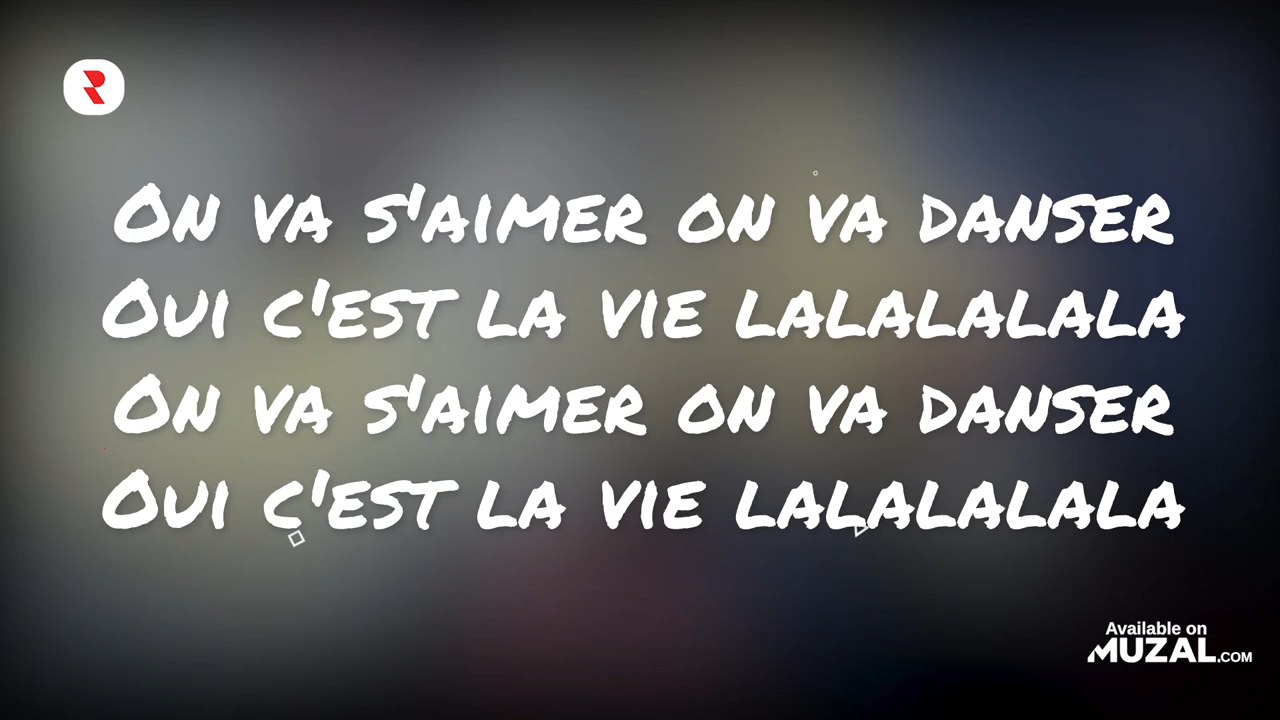 On va s'aimer on va danser
Oui c'est la vie lalalalala
On va s'aimer on va danser
Oui c'est la vie lalalalala
Available on
MUZAL.COM